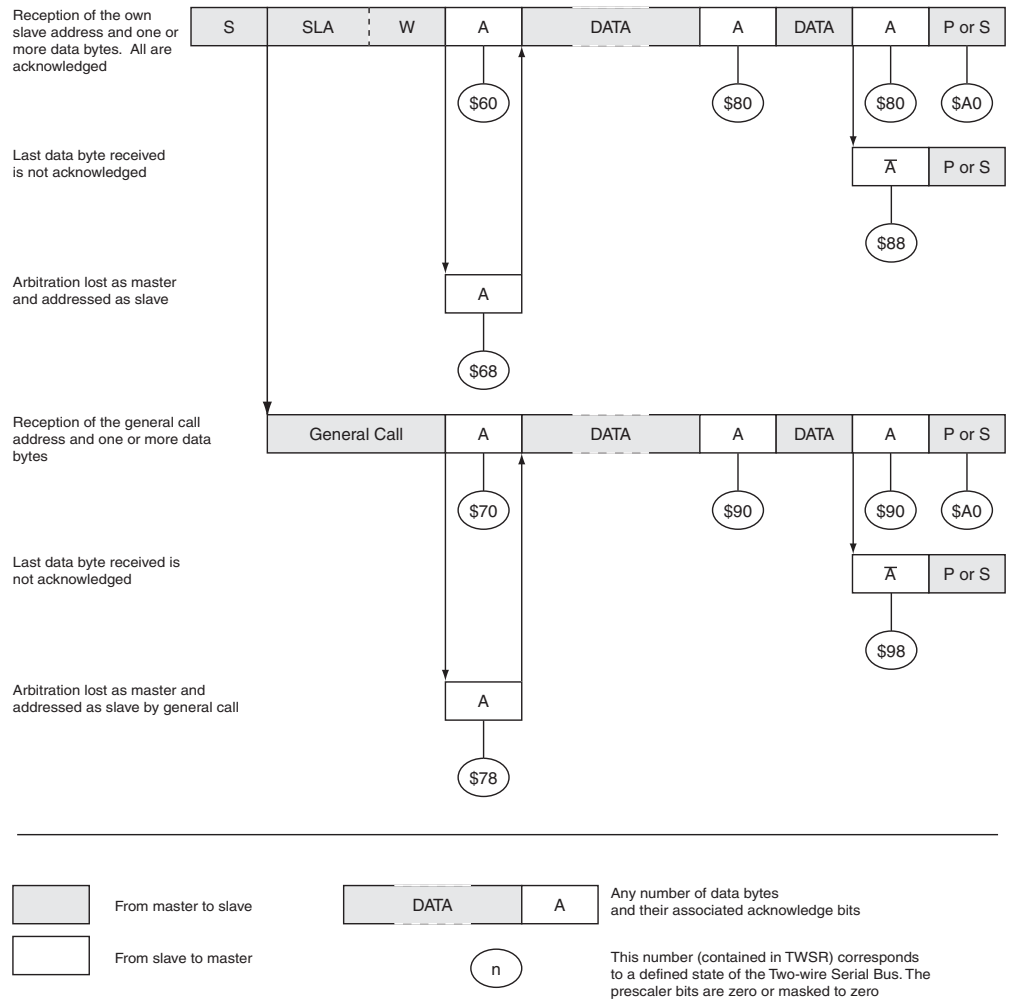 Reception of the own
slave address and one or
more data bytes. All are
acknowledged
S SLA W A DATA A DATA A P or S
$60 $80 $80 $A0
Last data byte received
is not acknowledged
A̅ P or S
$88
Arbitration lost as master
and addressed as slave
A
$68
Reception of the general call
address and one or more data
bytes
General Call A DATA A DATA A P or S
$70 $90 $90 $A0
Last data byte received is
not acknowledged
A̅ P or S
$98
Arbitration lost as master and
addressed as slave by general call
A
$78
From master to slave
DATA A
Any number of data bytes
and their associated acknowledge bits
From slave to master
n
This number (contained in TWSR) corresponds
to a defined state of the Two-wire Serial Bus. The
prescaler bits are zero or masked to zero